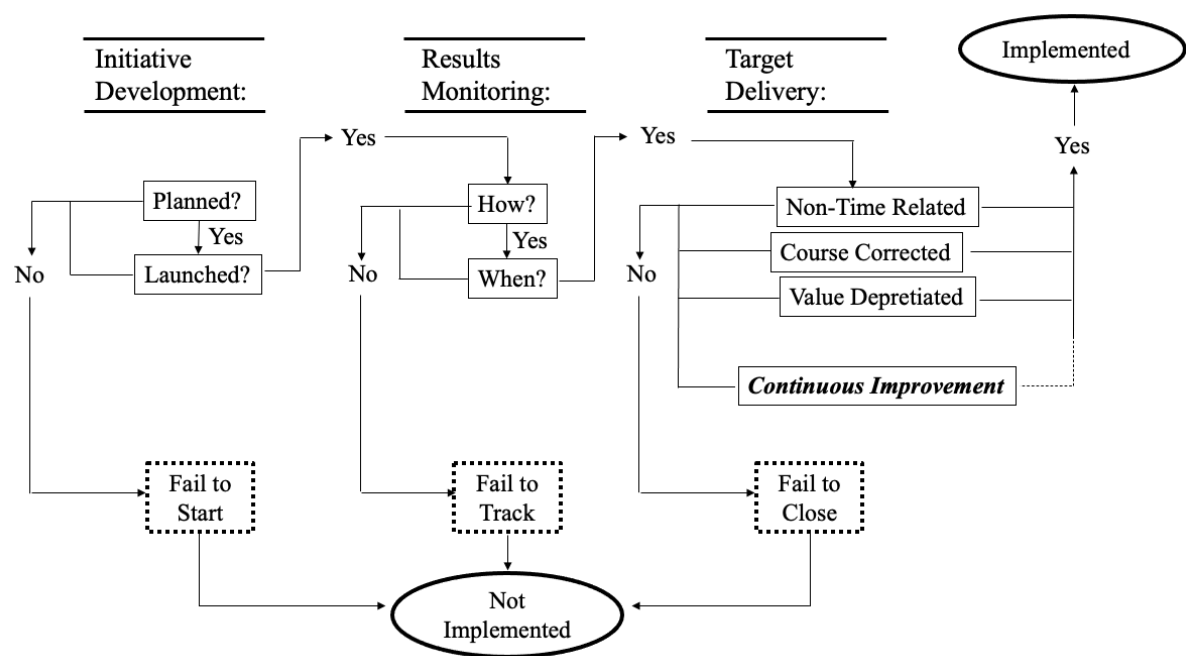 Initiative
Development:
Results
Monitoring:
Target
Delivery:
Implemented
Yes
Yes
Yes
Planned?
Yes
Launched?
No
How?
Yes
When?
No
Non-Time Related
Course Corrected
Value Depretiated
Continuous Improvement
No
Fail to
Start
Fail to
Track
Fail to
Close
Not
Implemented